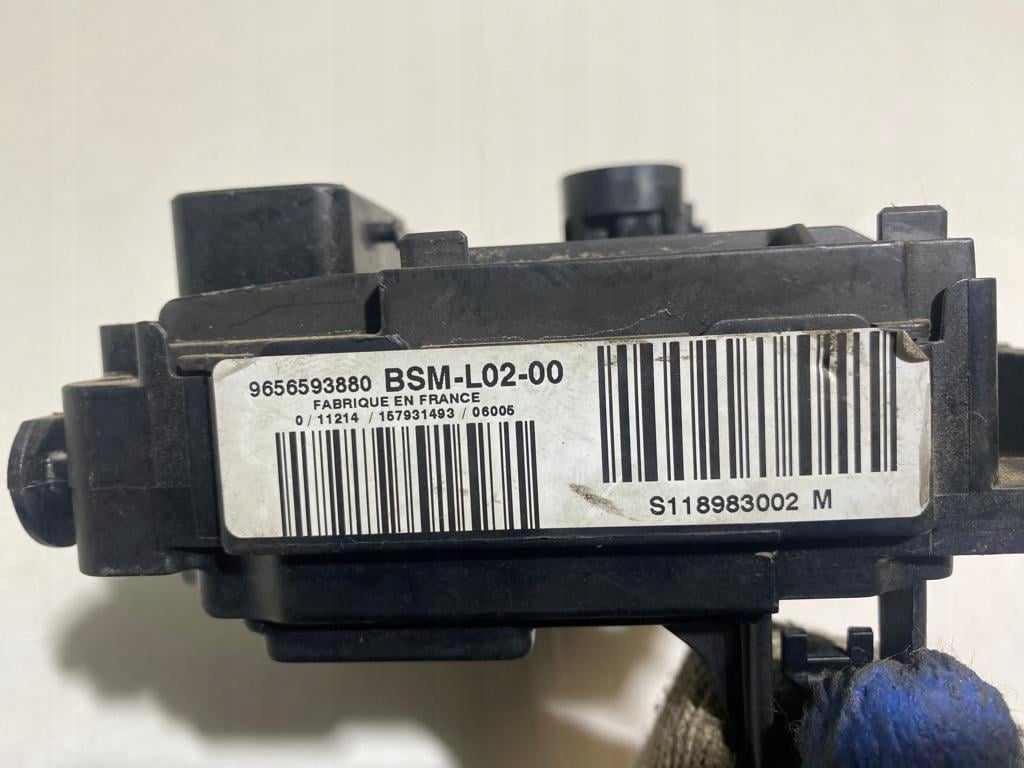 9656593880 BSM-L02-00
FABRIQUE EN FRANCE
0 / 11214 / 157931493 / 06005
S118983002 M